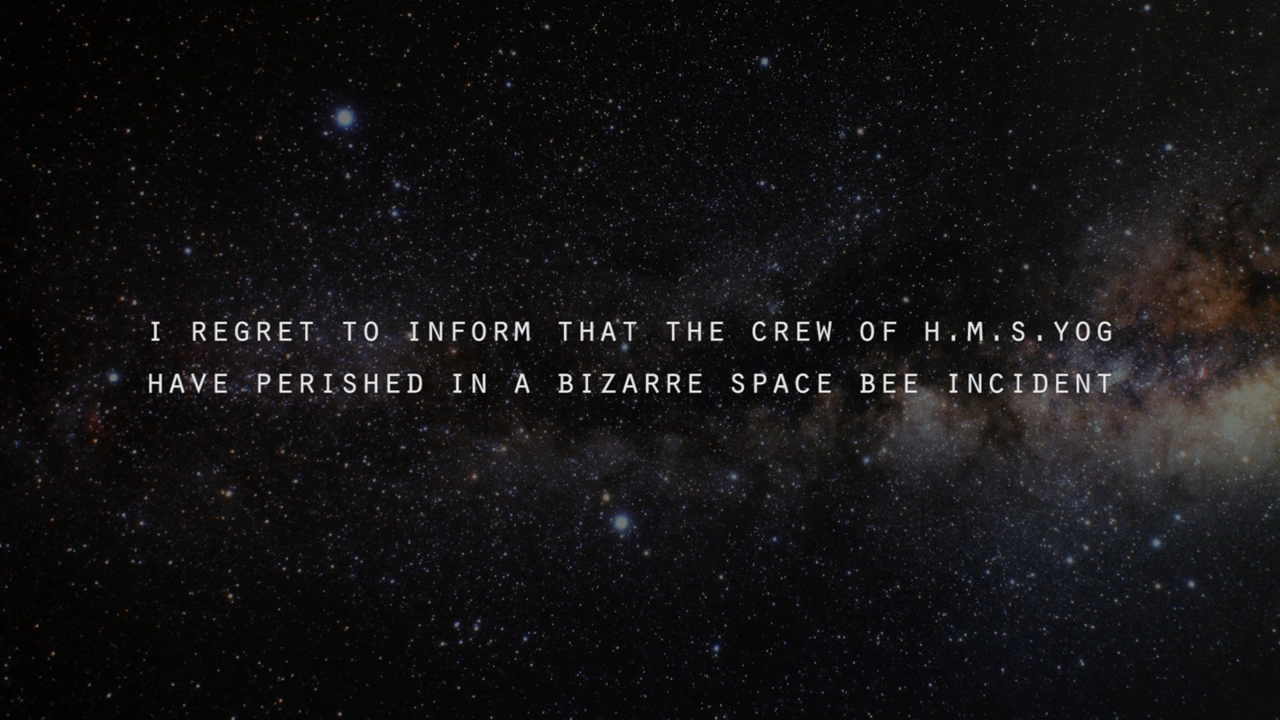 I REGRET TO INFORM THAT THE CREW OF H.M.S.YOG
HAVE PERISHED IN A BIZARRE SPACE BEE INCIDENT